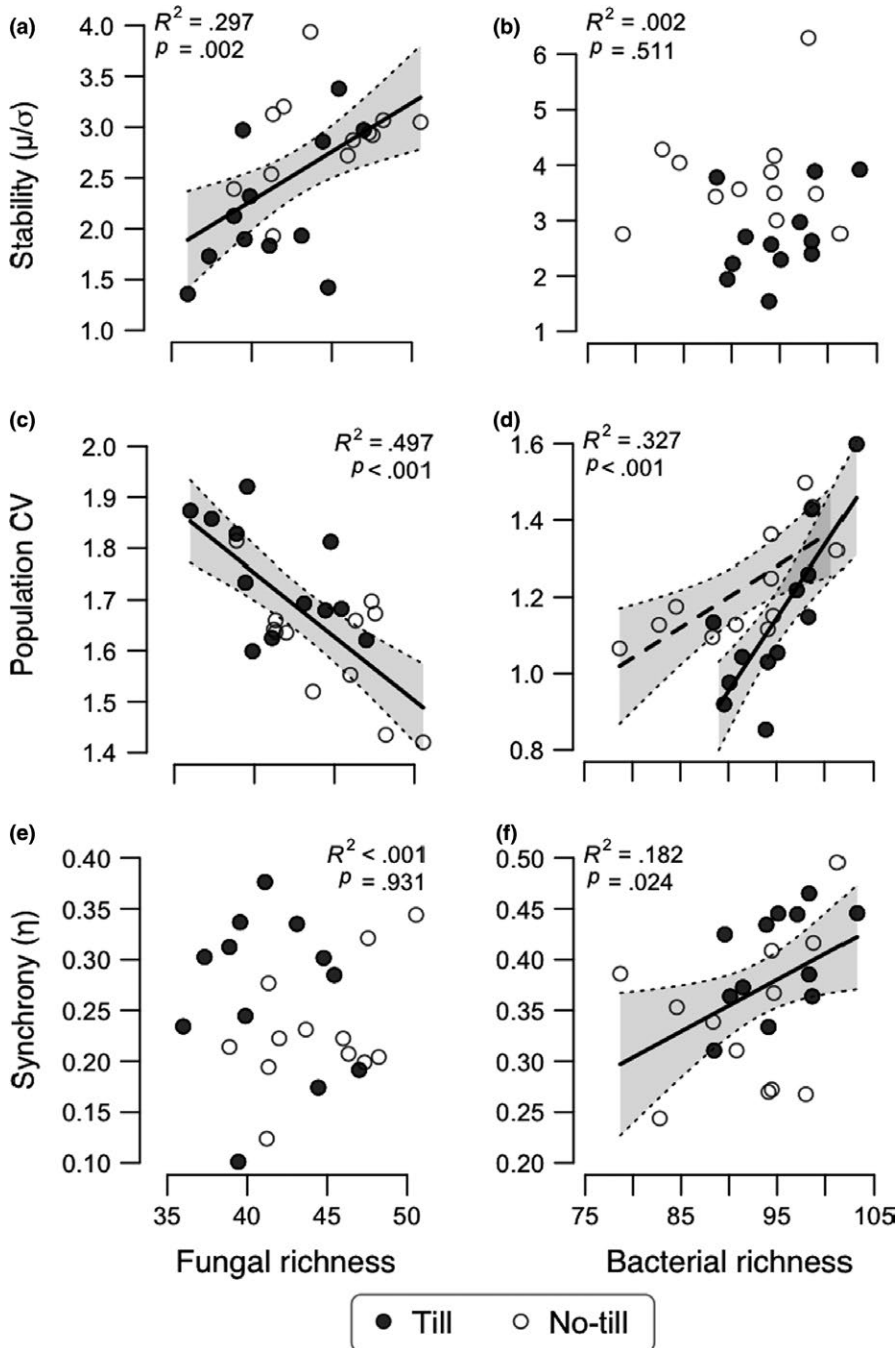 (a)
R² = .297
p = .002
Stability (μ/σ)
4.0
3.5
3.0
2.5
2.0
1.5
1.0
(b)
R² = .002
p = .511
6
5
4
3
2
1
(c)
R² = .497
p < .001
Population CV
2.0
1.9
1.8
1.7
1.6
1.5
1.4
(d)
R² = .327
p < .001
1.6
1.4
1.2
1.0
0.8
(e)
R² < .001
p = .931
Synchrony (η)
0.40
0.35
0.30
0.25
0.20
0.15
0.10
35 40 45 50
Fungal richness
(f)
R² = .182
p = .024
0.50
0.45
0.40
0.35
0.30
0.25
0.20
75 85 95 105
Bacterial richness
Till No-till